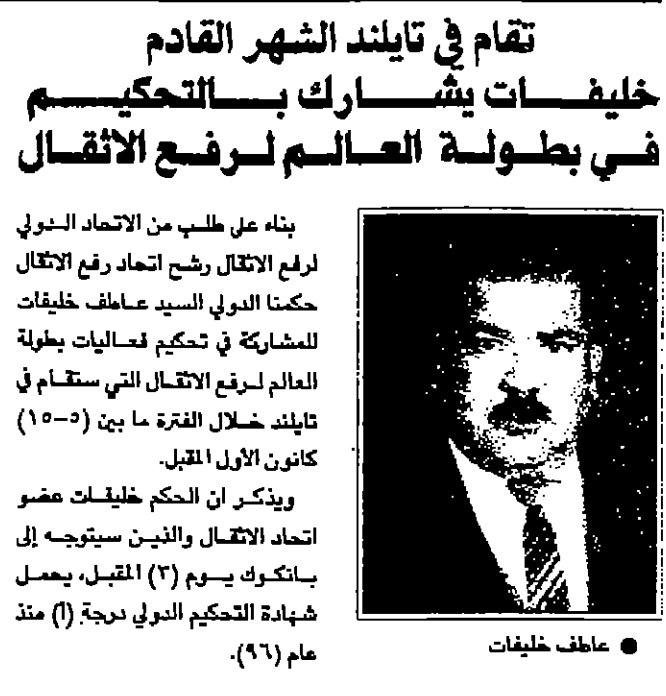 تقام في تايلند الشهر القادم
خليفات يشارك بالتحكيم
في بطولة العالم لرفع الاثقال
بناء على طلب من الاتحاد الدولي
لرفع الاثقال رشح اتحاد رفع الاثقال
حكمنا الدولي السيد عاطف خليفات
للمشاركة في تحكيم فعاليات بطولة
العالم لرفع الاثقال التي ستقام في
تايلند خلال الفترة ما بين (٥-١٥)
كانون الأول المقبل.
ويذكر ان الحكم خليفات عضو
اتحاد الاثقال والذين سيتوجه إلى
بانكوك يوم (٣) المقبل، يحمل
شهادة التحكيم الدولي درجة (أ) منذ
عام (٩٦).
● عاطف خليفات